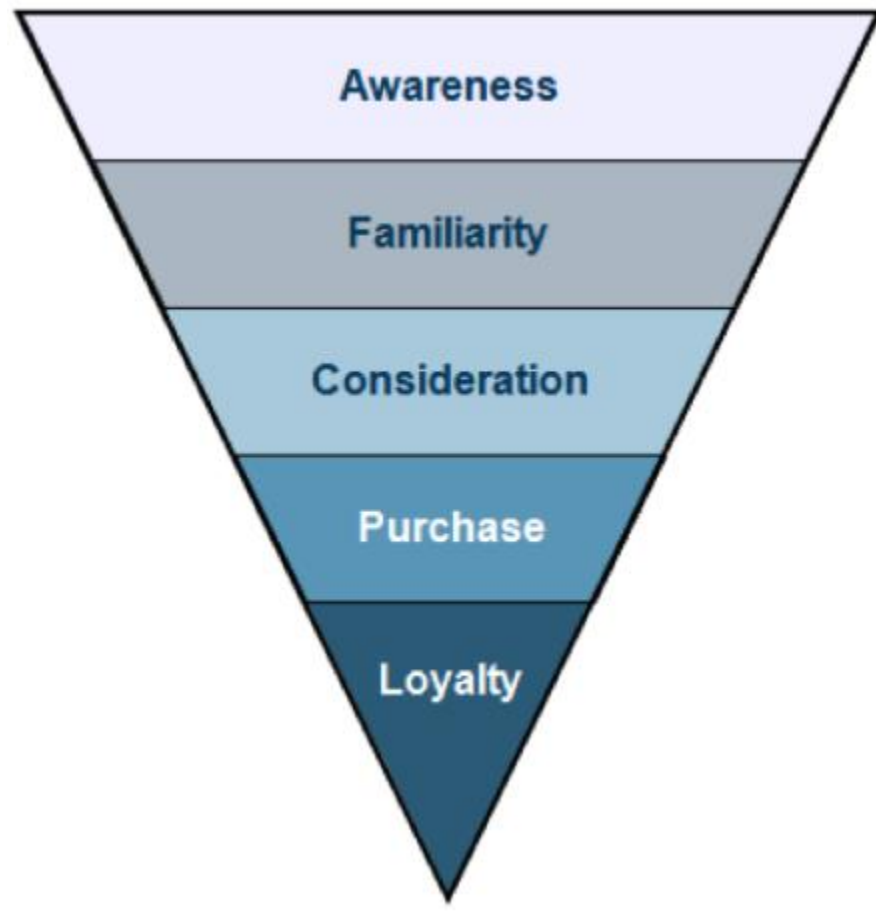 Awareness
Familiarity
Consideration
Purchase
Loyalty